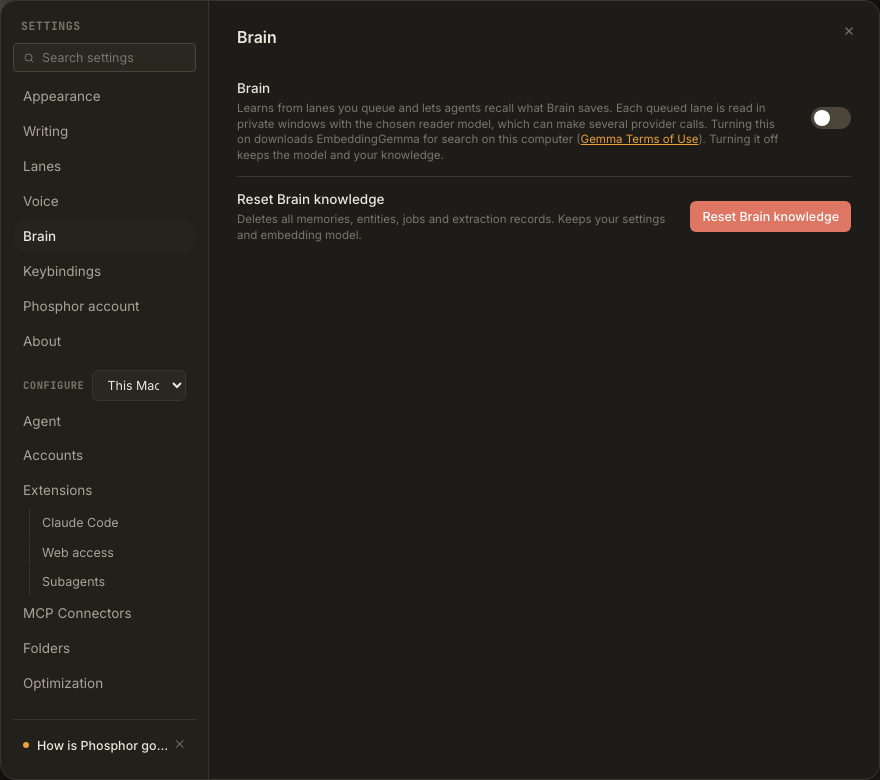 SETTINGS
Search settings
Appearance
Writing
Lanes
Voice
Brain
Keybindings
Phosphor account
About
CONFIGURE
This Mac
Agent
Accounts
Extensions
Claude Code
Web access
Subagents
MCP Connectors
Folders
Optimization
How is Phosphor go...
Brain
Brain
Learns from lanes you queue and lets agents recall what Brain saves. Each queued lane is read in
private windows with the chosen reader model, which can make several provider calls. Turning this
on downloads EmbeddingGemma for search on this computer (Gemma Terms of Use). Turning it off
keeps the model and your knowledge.
Reset Brain knowledge
Deletes all memories, entities, jobs and extraction records. Keeps your settings
and embedding model.
Reset Brain knowledge